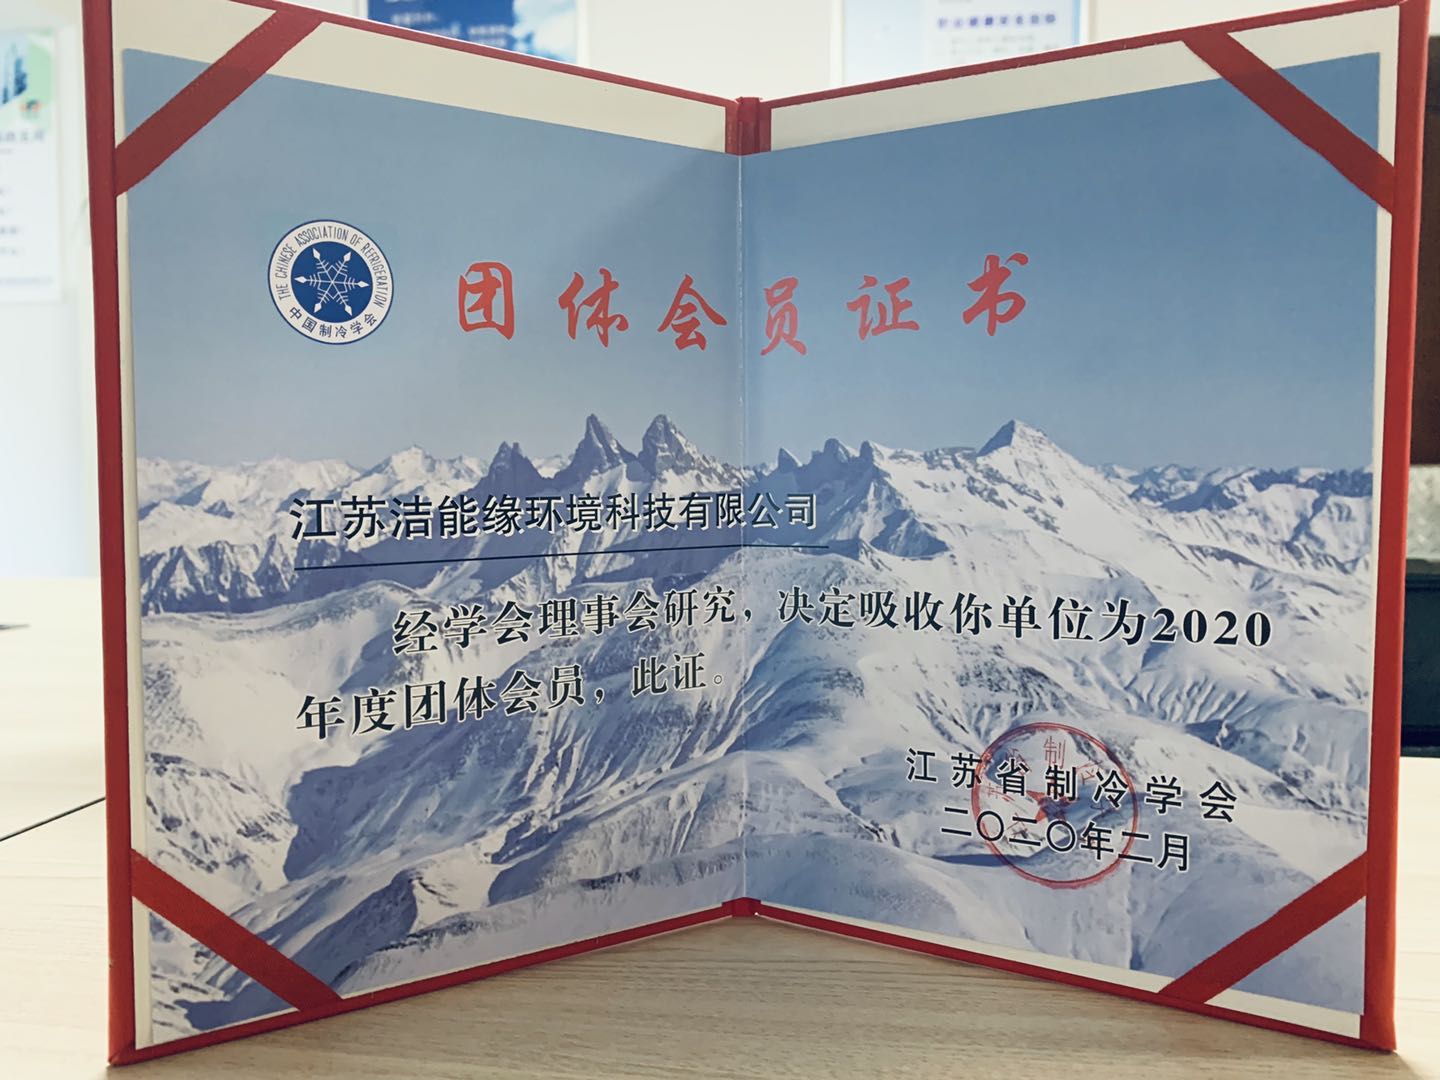 THE CHINESE ASSOCIATION OF REFRIGERATION
中国制冷学会
团体会员证书
江苏洁能缘环境科技有限公司
经学会理事会研究，决定吸收你单位为2020
年度团体会员，此证。
江苏省制冷学会
二〇二〇年二月